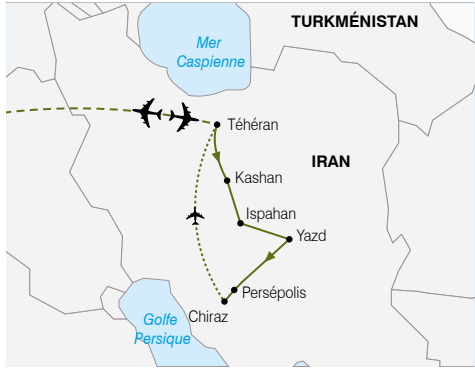 TURKMÉNISTAN
Mer
Caspienne
Téhéran
IRAN
Kashan
Ispahan
Yazd
Persépolis
Chiraz
Golfe
Persique